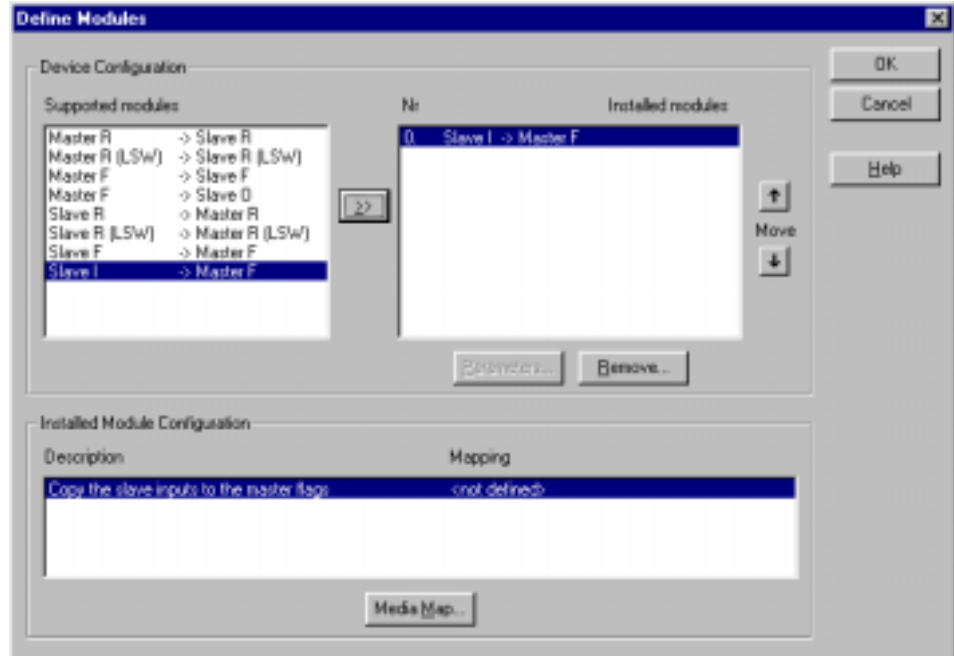 Define Modules
Device Configuration
OK
Supported modules
Nr
Installed modules
Cancel
Master R -> Slave R
Master R (LSW) -> Slave R (LSW)
Master F -> Slave F
Master F -> Slave O
Slave R -> Master R
Slave R (LSW) -> Master R (LSW)
Slave F -> Master F
Slave I -> Master F
>>
0. Slave I -> Master F
Help
Move
Parameters...
Remove...
Installed Module Configuration
Description
Mapping
Copy the slave inputs to the master flags
<not defined>
Media Map...